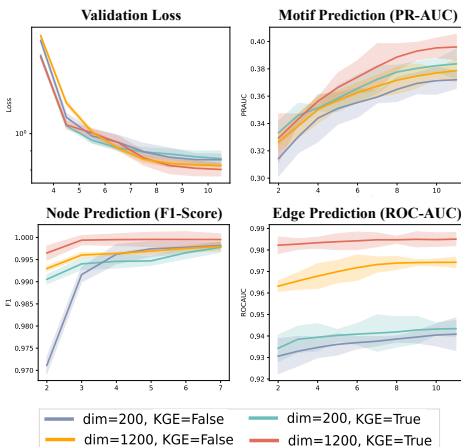 Validation Loss
Motif Prediction (PR-AUC)
Loss
10⁰
4 5 6 7 8 9 10
PRAUC
0.40
0.38
0.36
0.34
0.32
0.30
2 4 6 8 10
Node Prediction (F1-Score)
Edge Prediction (ROC-AUC)
F1
1.000
0.995
0.990
0.985
0.980
0.975
0.970
2 3 4 5 6 7
ROCAUC
0.99
0.98
0.97
0.96
0.95
0.94
0.93
0.92
2 4 6 8 10
dim=200, KGE=False
dim=200, KGE=True
dim=1200, KGE=False
dim=1200, KGE=True